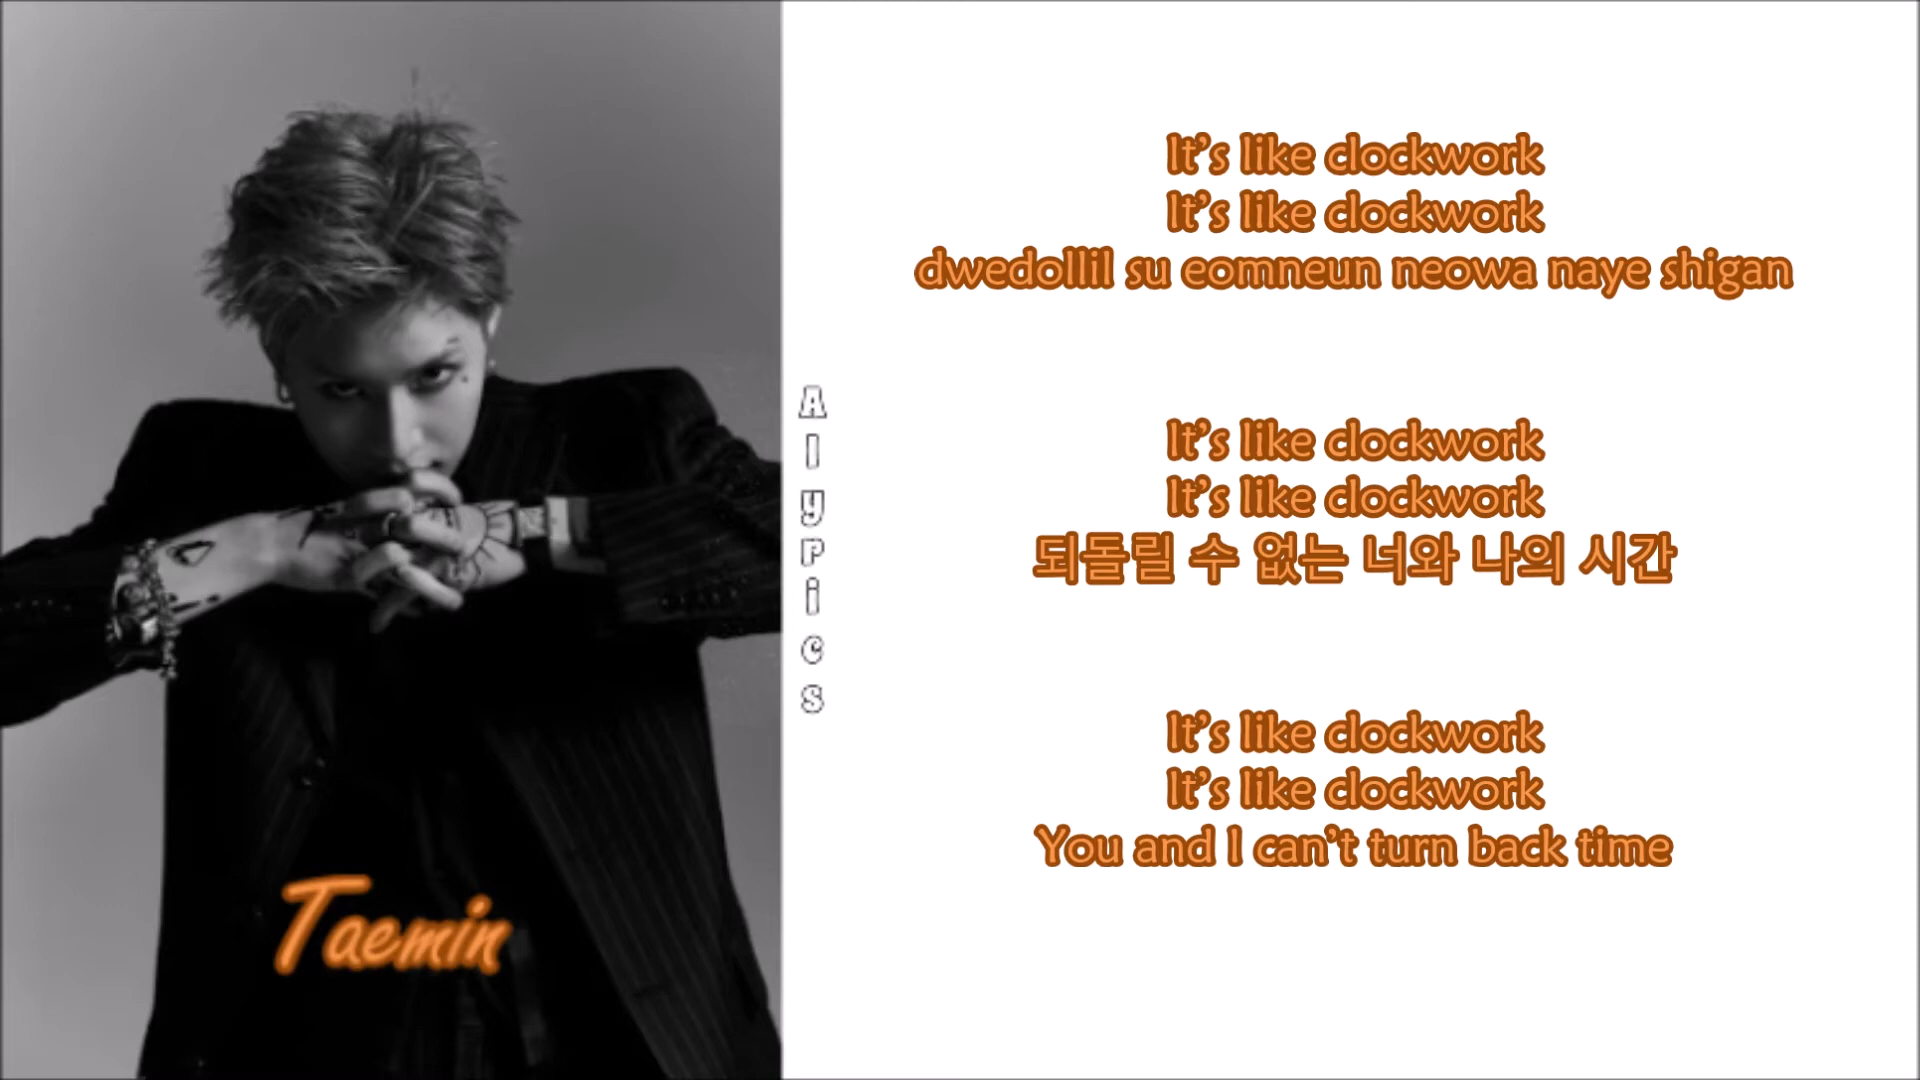 Taemin
Alyrics
It's like clockwork
It's like clockwork
dwedollil su eomneun neowa naye shigan
It's like clockwork
It's like clockwork
되돌릴 수 없는 너와 나의 시간
It's like clockwork
It's like clockwork
You and I can't turn back time